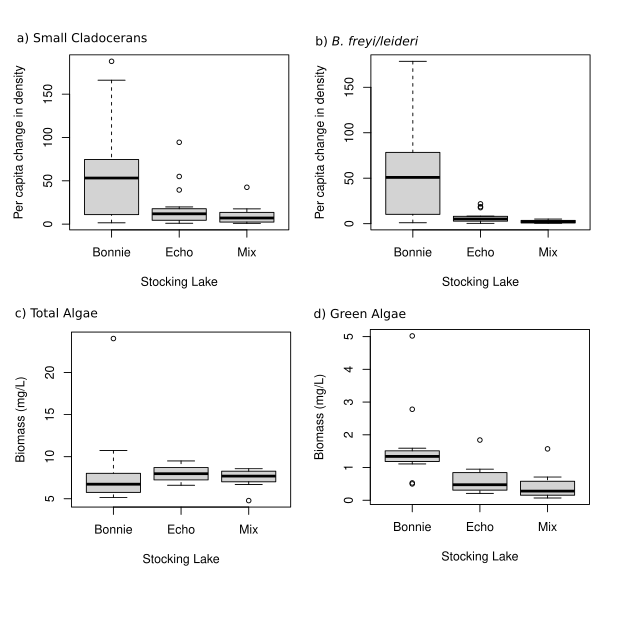 a) Small Cladocerans
Per capita change in density
150
100
50
0
Bonnie Echo Mix
Stocking Lake
b) B. freyi/leideri
Per capita change in density
150
100
50
0
Bonnie Echo Mix
Stocking Lake
c) Total Algae
Biomass (mg/L)
20
15
10
5
Bonnie Echo Mix
Stocking Lake
d) Green Algae
Biomass (mg/L)
5
4
3
2
1
0
Bonnie Echo Mix
Stocking Lake